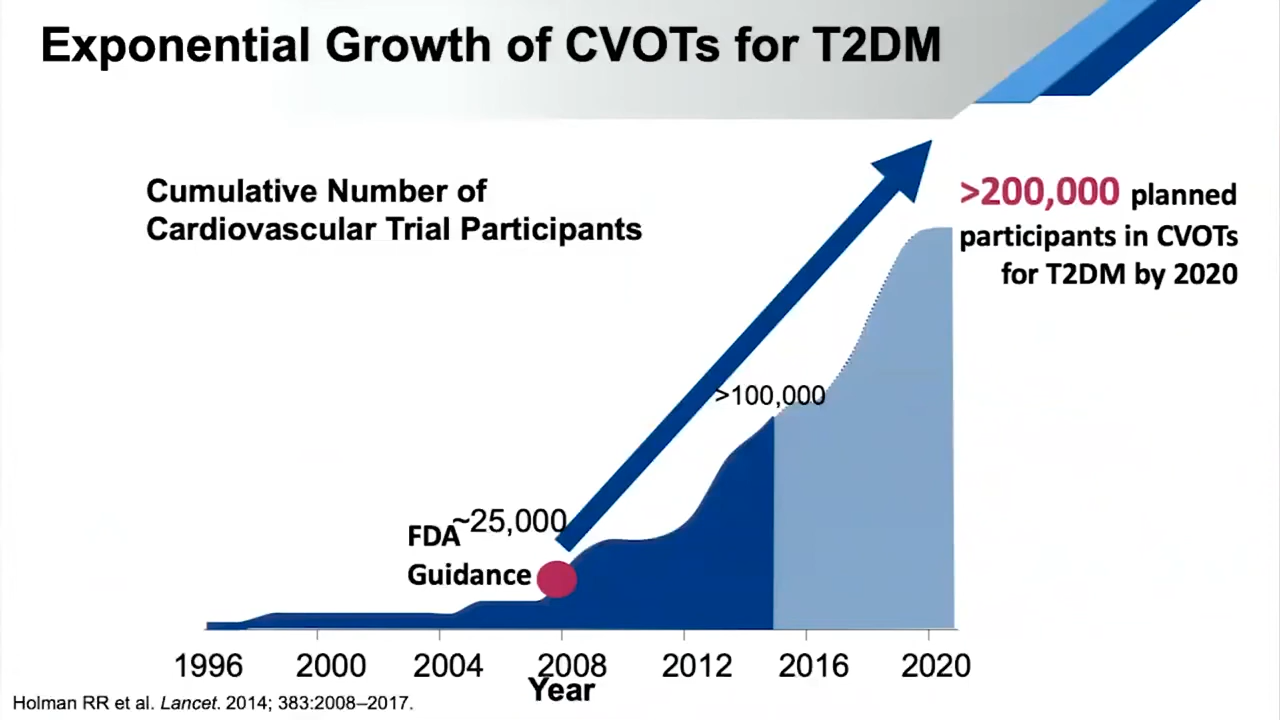 Exponential Growth of CVOTs for T2DM
Cumulative Number of
Cardiovascular Trial Participants
>200,000 planned
participants in CVOTs
for T2DM by 2020
>100,000
~25,000
FDA
Guidance
1996 2000 2004 2008 2012 2016 2020
Year
Holman RR et al. Lancet. 2014; 383:2008–2017.